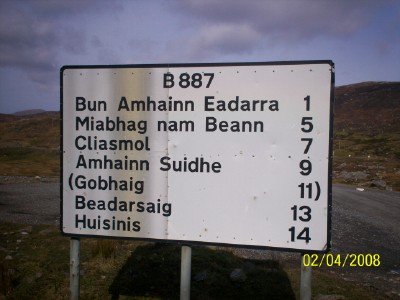 B887
Bun Amhainn Eadarra 1
Miabhag nam Beann 5
Cliasmol 7
Amhainn Suidhe 9
(Gobhaig 11)
Beadarsaig 13
Huisinis 14
02/04/2008